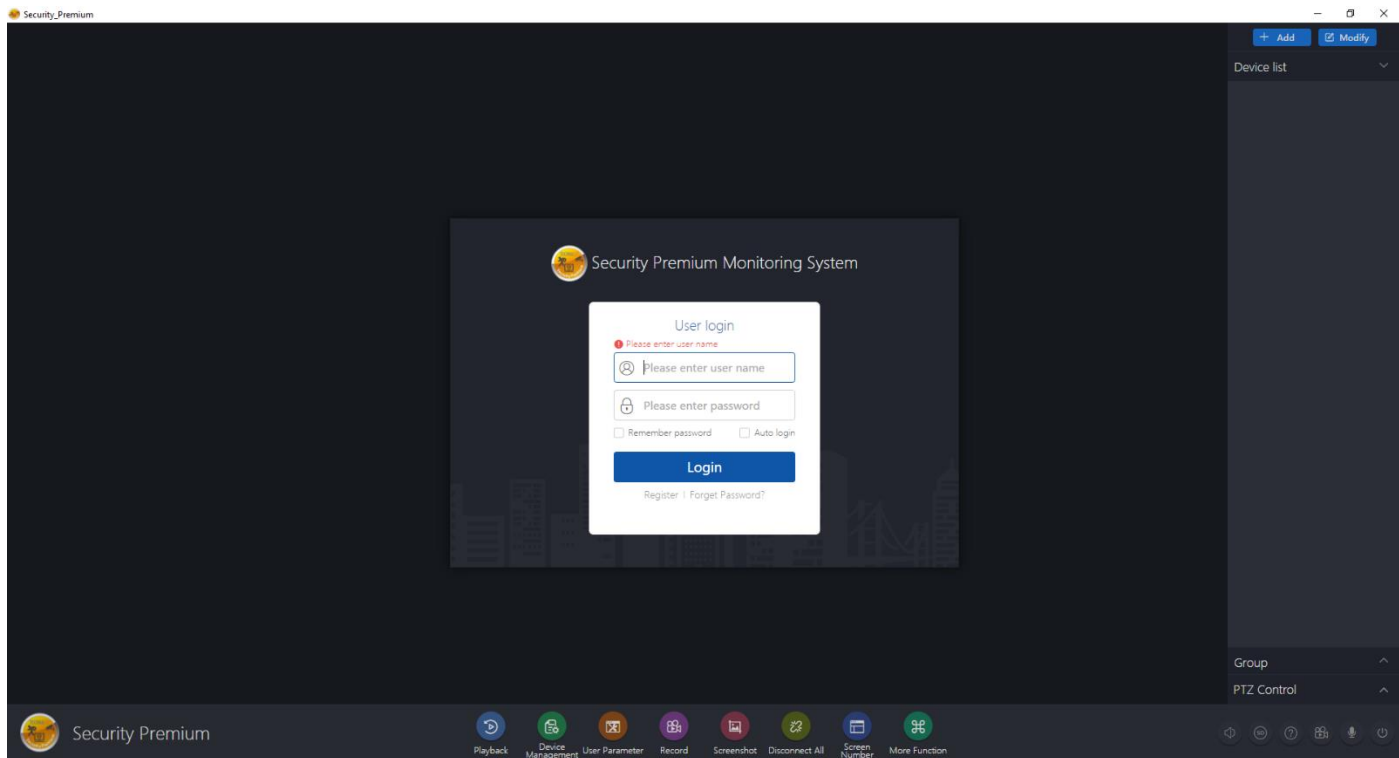 Security_Premium
Add
Modify
Device list
Security Premium Monitoring System
User login
Please enter user name
Please enter user name
Please enter password
Remember password
Auto login
Login
Register | Forget Password?
Group
PTZ Control
Security Premium
Playback
Device
Management
User Parameter
Record
Screenshot
Disconnect All
Screen
Number
More Function